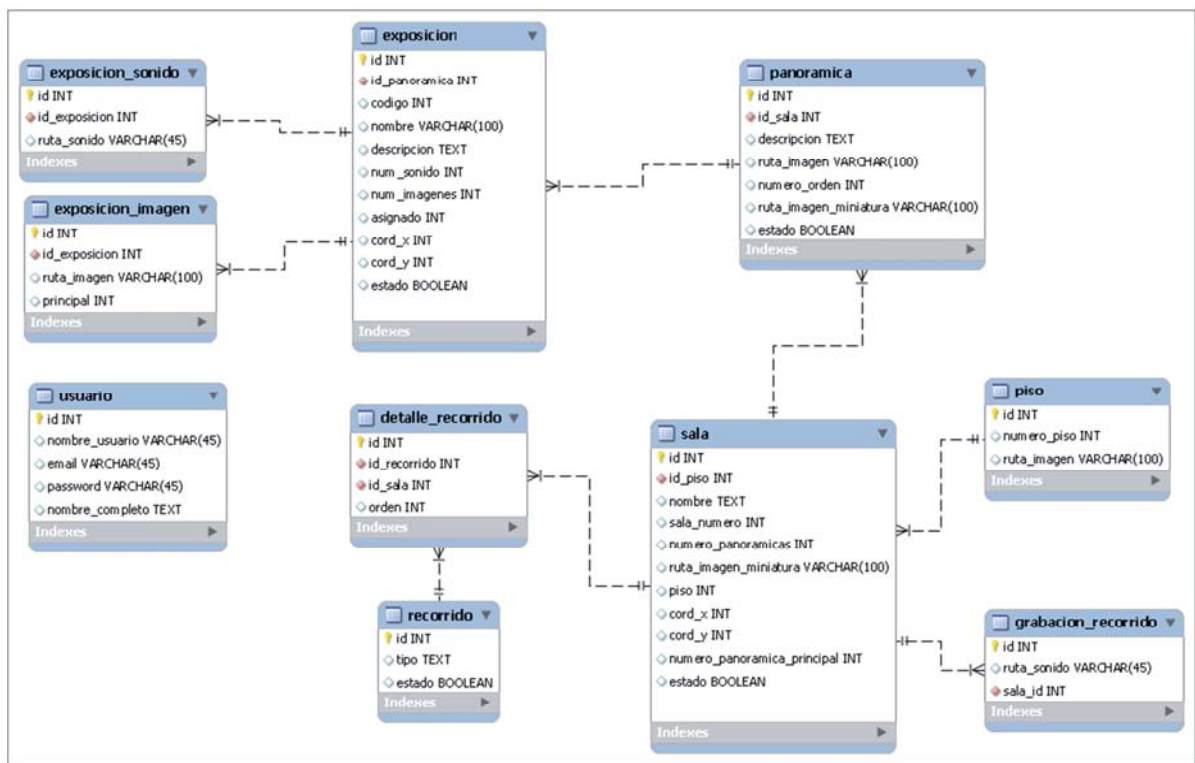 exposicion_sonido
id INT
id_exposicion INT
ruta_sonido VARCHAR(45)
Indexes
exposicion_imagen
id INT
id_exposicion INT
ruta_imagen VARCHAR(100)
principal INT
Indexes
exposicion
id INT
id_panoramica INT
codigo INT
nombre VARCHAR(100)
descripcion TEXT
num_sonido INT
num_imagenes INT
asignado INT
cord_x INT
cord_y INT
estado BOOLEAN
Indexes
panoramica
id INT
id_sala INT
descripcion TEXT
ruta_imagen VARCHAR(100)
numero_orden INT
ruta_imagen_miniatura VARCHAR(100)
estado BOOLEAN
Indexes
usuario
id INT
nombre_usuario VARCHAR(45)
email VARCHAR(45)
password VARCHAR(45)
nombre_completo TEXT
Indexes
detalle_recorrido
id INT
id_recorrido INT
id_sala INT
orden INT
Indexes
recorrido
id INT
tipo TEXT
estado BOOLEAN
Indexes
sala
id INT
id_piso INT
nombre TEXT
sala_numero INT
numero_panoramicas INT
ruta_imagen_miniatura VARCHAR(100)
piso INT
cord_x INT
cord_y INT
numero_panoramica_principal INT
estado BOOLEAN
Indexes
piso
id INT
numero_piso INT
ruta_imagen VARCHAR(100)
Indexes
grabacion_recorrido
id INT
ruta_sonido VARCHAR(45)
sala_id INT
Indexes